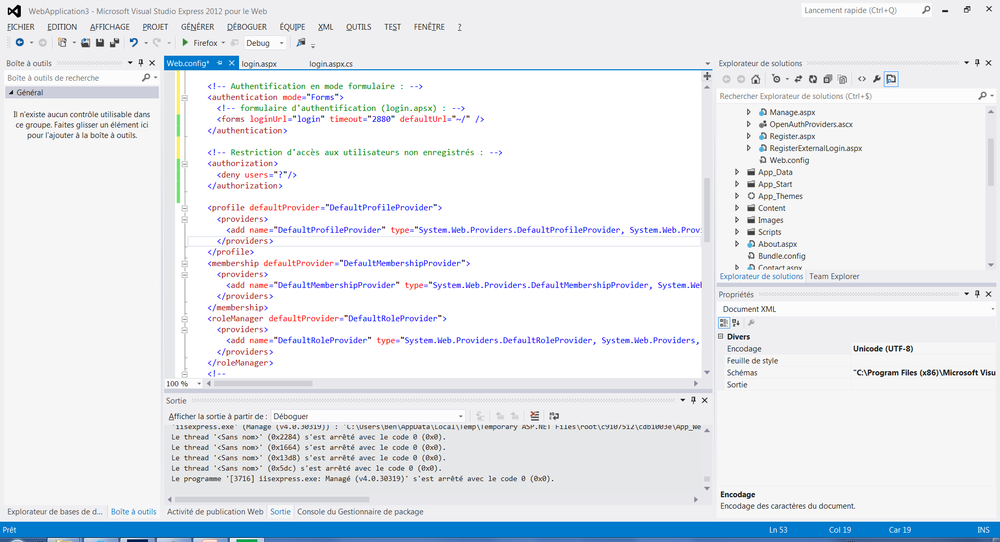 WebApplication3 - Microsoft Visual Studio Express 2012 pour le Web
Lancement rapide (Ctrl+Q)
FICHIER EDITION AFFICHAGE PROJET GÉNÉRER DÉBOGUER ÉQUIPE XML OUTILS TEST FENÊTRE ?
Firefox Debug
Boîte à outils
Boîte à outils de recherche
Général
Il n'existe aucun contrôle utilisable dans
ce groupe. Faites glisser un élément ici
pour l'ajouter à la boîte à outils.
Explorateur de bases de d... Boîte à outils
Web.config* login.aspx login.aspx.cs
<!-- Authentification en mode formulaire : -->
<authentication mode="Forms">
<!-- formulaire d'authentification (login.apsx) : -->
<forms loginUrl="login" timeout="2880" defaultUrl="~/" />
</authentication>
<!-- Restriction d'accès aux utilisateurs non enregistrés : -->
<authorization>
<deny users="?"/>
</authorization>
<profile defaultProvider="DefaultProfileProvider">
<providers>
<add name="DefaultProfileProvider" type="System.Web.Providers.DefaultProfileProvider, System.Web.Provi
</providers>
</profile>
<membership defaultProvider="DefaultMembershipProvider">
<providers>
<add name="DefaultMembershipProvider" type="System.Web.Providers.DefaultMembershipProvider, System.Web
</providers>
</membership>
<roleManager defaultProvider="DefaultRoleProvider">
<providers>
<add name="DefaultRoleProvider" type="System.Web.Providers.DefaultRoleProvider, System.Web.Providers,
</providers>
</roleManager>
<!--
100 %
Sortie
Afficher la sortie à partir de : Déboguer
'iisexpress.exe' (Managé (v4.0.30319)) : 'C:\Users\Ben\AppData\Local\Temp\Temporary ASP.NET Files\root\c9107512\cdb1003e\App_We
Le thread '<Sans nom>' (0x2284) s'est arrêté avec le code 0 (0x0).
Le thread '<Sans nom>' (0x1664) s'est arrêté avec le code 0 (0x0).
Le thread '<Sans nom>' (0x13d8) s'est arrêté avec le code 0 (0x0).
Le thread '<Sans nom>' (0x5dc) s'est arrêté avec le code 0 (0x0).
Le programme '[3716] iisexpress.exe: Managé (v4.0.30319)' s'est arrêté avec le code 0 (0x0).
Activité de publication Web Sortie Console du Gestionnaire de package
Explorateur de solutions
Rechercher Explorateur de solutions (Ctrl+$)
Manage.aspx
OpenAuthProviders.ascx
Register.aspx
RegisterExternalLogin.aspx
Web.config
App_Data
App_Start
App_Themes
Content
Images
Scripts
About.aspx
Bundle.config
Contact.aspx
Explorateur de solutions Team Explorer
Propriétés
Document XML
Divers
Encodage Unicode (UTF-8)
Feuille de style
Schémas "C:\Program Files (x86)\Microsoft Visu
Sortie
Encodage
Encodage des caractères du document.
Prêt Ln 53 Col 19 Car 19 INS